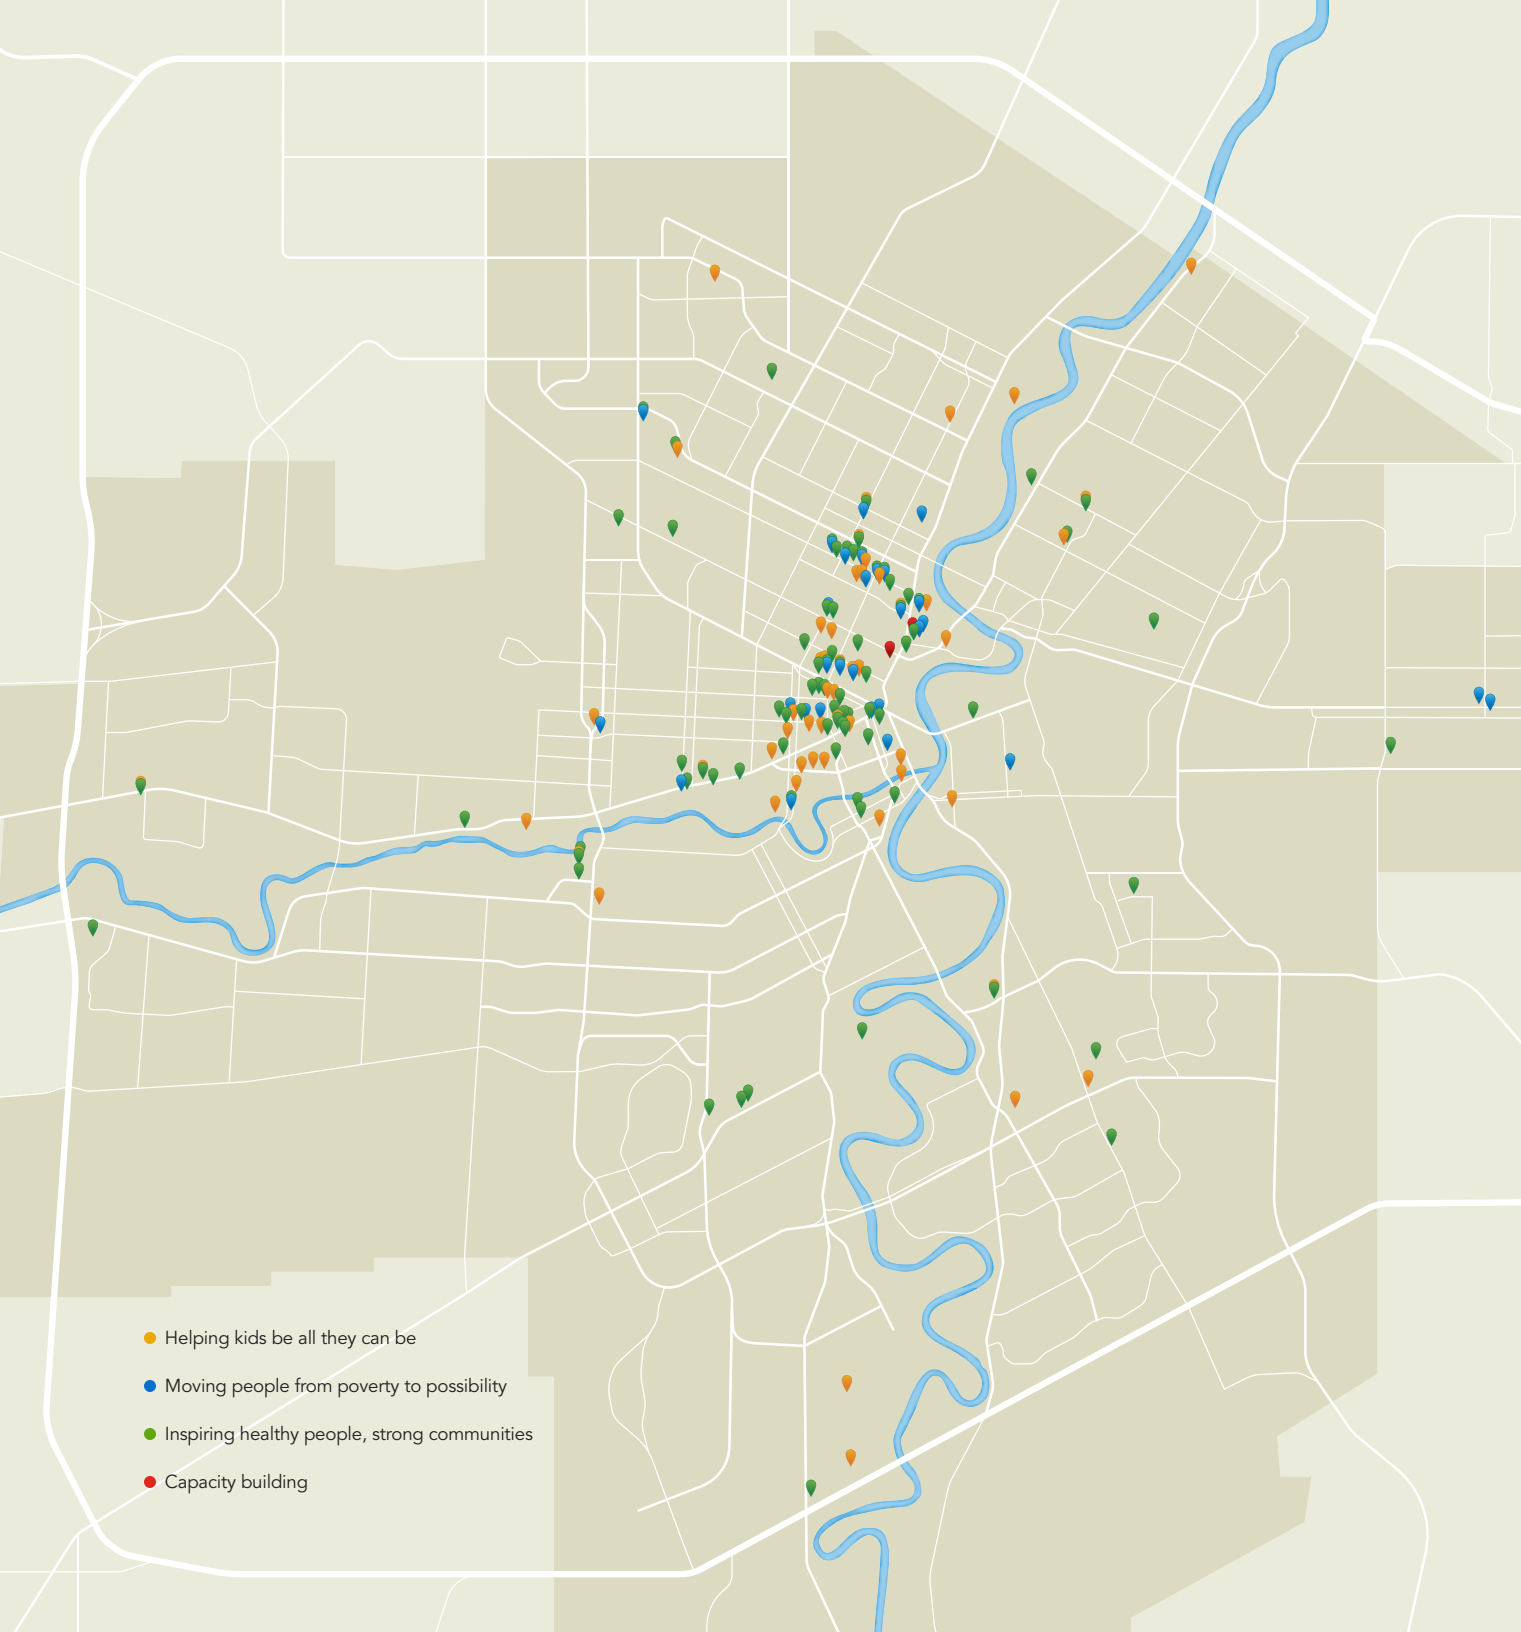 Helping kids be all they can be
Moving people from poverty to possibility
Inspiring healthy people, strong communities
Capacity building